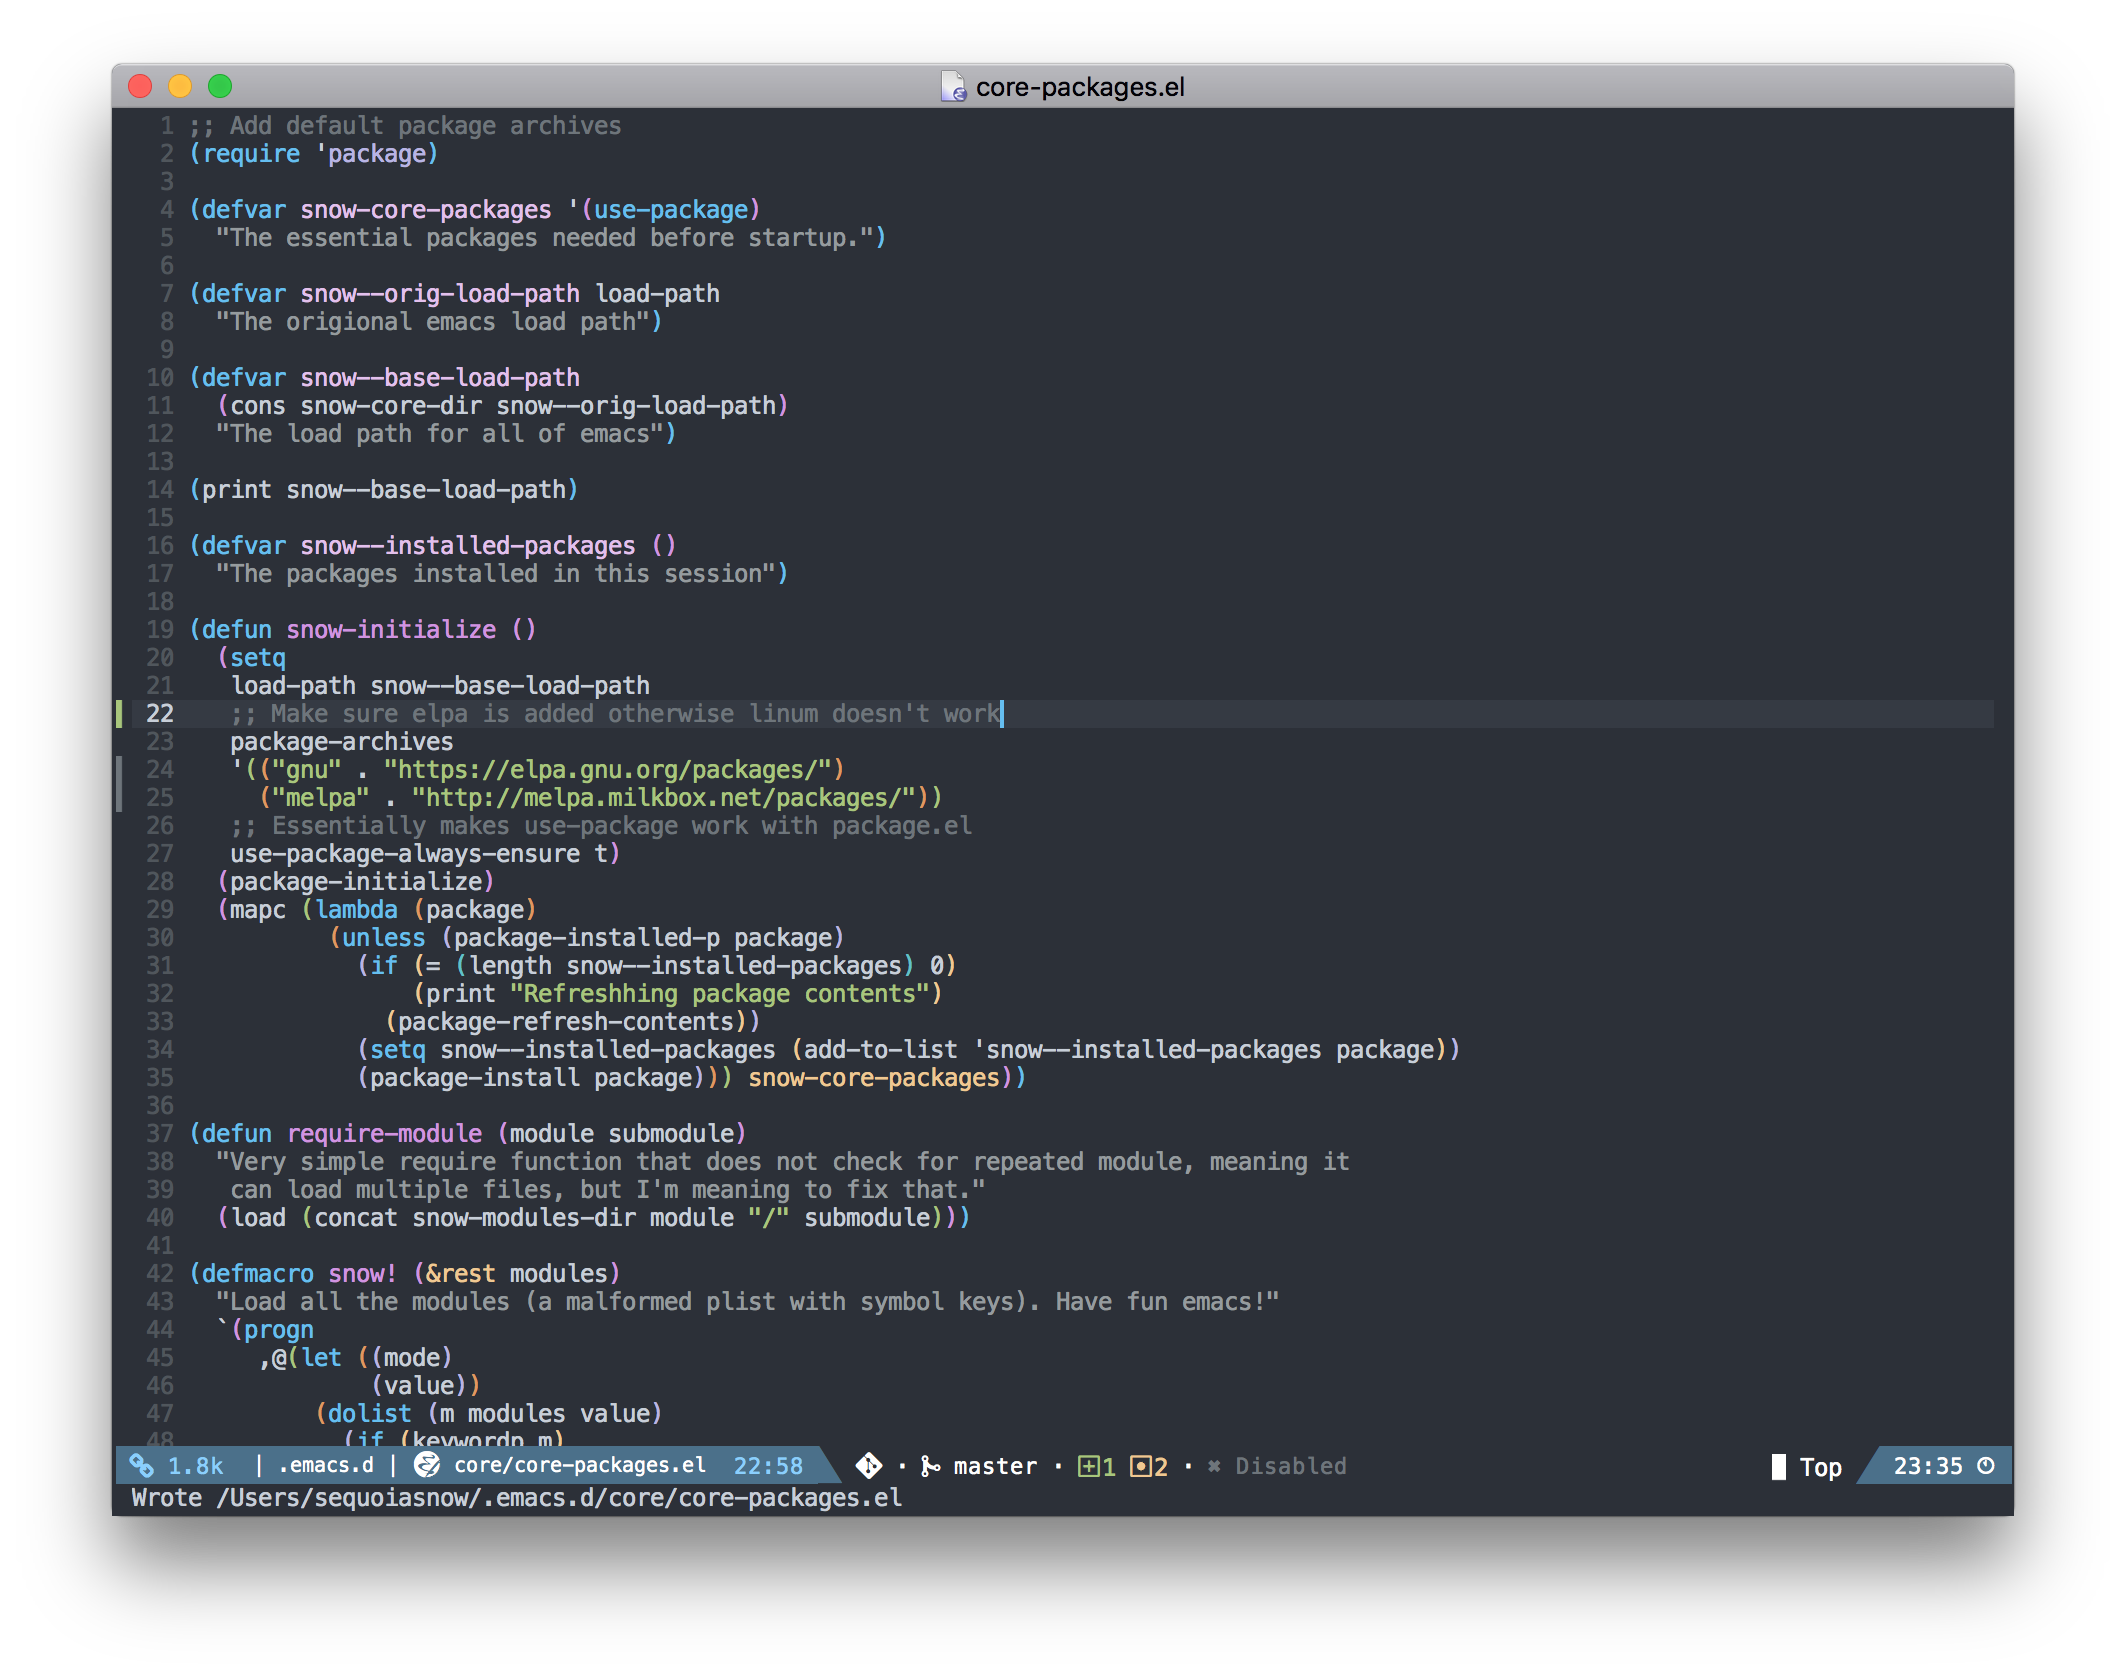 core-packages.el
1 ;; Add default package archives
2 (require 'package)
3
4 (defvar snow-core-packages '(use-package)
5   "The essential packages needed before startup.")
6
7 (defvar snow--orig-load-path load-path
8   "The origional emacs load path")
9
10 (defvar snow--base-load-path
11   (cons snow-core-dir snow--orig-load-path)
12   "The load path for all of emacs")
13
14 (print snow--base-load-path)
15
16 (defvar snow--installed-packages ()
17   "The packages installed in this session")
18
19 (defun snow-initialize ()
20   (setq
21    load-path snow--base-load-path
22    ;; Make sure elpa is added otherwise linum doesn't work
23    package-archives
24    '(("gnu" . "https://elpa.gnu.org/packages/")
25      ("melpa" . "http://melpa.milkbox.net/packages/"))
26    ;; Essentially makes use-package work with package.el
27    use-package-always-ensure t)
28   (package-initialize)
29   (mapc (lambda (package)
30           (unless (package-installed-p package)
31             (if (= (length snow--installed-packages) 0)
32                 (print "Refreshhing package contents")
33               (package-refresh-contents))
34             (setq snow--installed-packages (add-to-list 'snow--installed-packages package))
35             (package-install package))) snow-core-packages))
36
37 (defun require-module (module submodule)
38   "Very simple require function that does not check for repeated module, meaning it
39    can load multiple files, but I'm meaning to fix that."
40   (load (concat snow-modules-dir module "/" submodule)))
41
42 (defmacro snow! (&rest modules)
43   "Load all the modules (a malformed plist with symbol keys). Have fun emacs!"
44   `(progn
45      ,@(let ((mode)
46              (value))
47          (dolist (m modules value)
48            (if (keywordp m)
1.8k | .emacs.d | core/core-packages.el 22:58 · master · 1 2 · ✖ Disabled Top 23:35
Wrote /Users/sequoiasnow/.emacs.d/core/core-packages.el